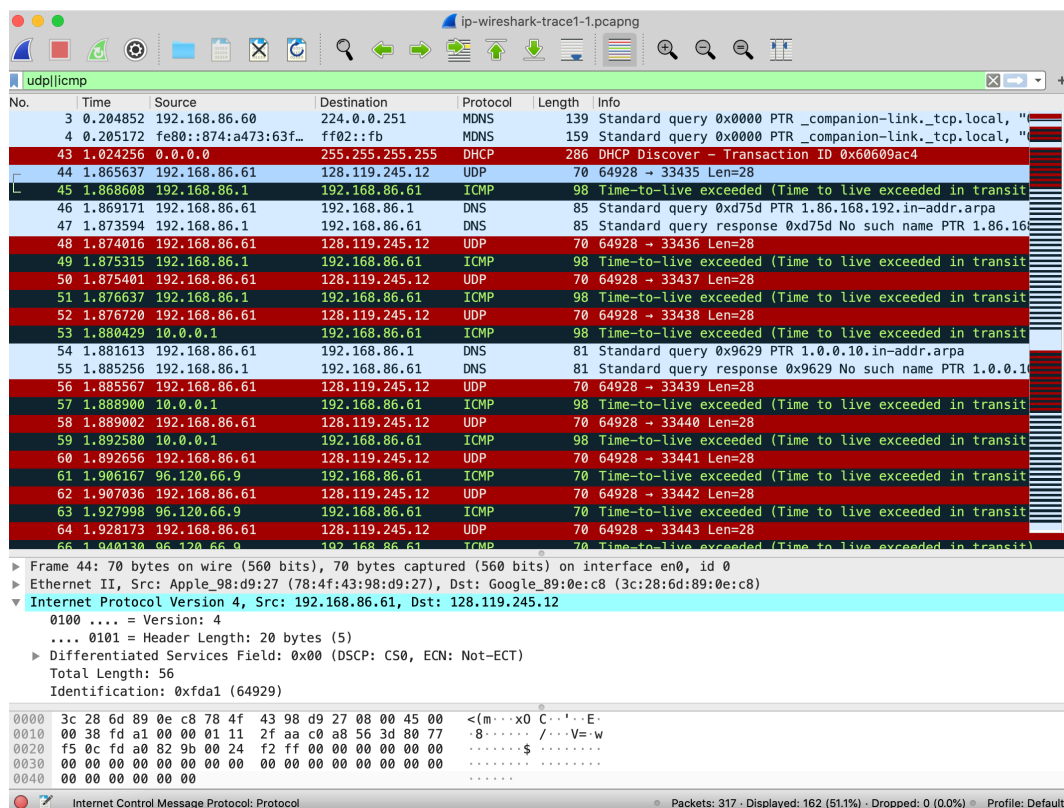 ip-wireshark-trace1-1.pcapng
udp||icmp
No. Time Source Destination Protocol Length Info
3 0.204852 192.168.86.60 224.0.0.251 MDNS 139 Standard query 0x0000 PTR _companion-link._tcp.local, "(
4 0.205172 fe80::874:a473:63f… ff02::fb MDNS 159 Standard query 0x0000 PTR _companion-link._tcp.local, "(
43 1.024256 0.0.0.0 255.255.255.255 DHCP 286 DHCP Discover – Transaction ID 0x60609ac4
44 1.865637 192.168.86.61 128.119.245.12 UDP 70 64928 → 33435 Len=28
45 1.868608 192.168.86.1 192.168.86.61 ICMP 98 Time-to-live exceeded (Time to live exceeded in transit
46 1.869171 192.168.86.61 192.168.86.1 DNS 85 Standard query 0xd75d PTR 1.86.168.192.in-addr.arpa
47 1.873594 192.168.86.1 192.168.86.61 DNS 85 Standard query response 0xd75d No such name PTR 1.86.16
48 1.874016 192.168.86.61 128.119.245.12 UDP 70 64928 → 33436 Len=28
49 1.875315 192.168.86.1 192.168.86.61 ICMP 98 Time-to-live exceeded (Time to live exceeded in transit
50 1.875401 192.168.86.61 128.119.245.12 UDP 70 64928 → 33437 Len=28
51 1.876637 192.168.86.1 192.168.86.61 ICMP 98 Time-to-live exceeded (Time to live exceeded in transit
52 1.876720 192.168.86.61 128.119.245.12 UDP 70 64928 → 33438 Len=28
53 1.880429 10.0.0.1 192.168.86.61 ICMP 98 Time-to-live exceeded (Time to live exceeded in transit
54 1.881613 192.168.86.61 192.168.86.1 DNS 81 Standard query 0x9629 PTR 1.0.0.10.in-addr.arpa
55 1.885256 192.168.86.1 192.168.86.61 DNS 81 Standard query response 0x9629 No such name PTR 1.0.0.1
56 1.885567 192.168.86.61 128.119.245.12 UDP 70 64928 → 33439 Len=28
57 1.888900 10.0.0.1 192.168.86.61 ICMP 98 Time-to-live exceeded (Time to live exceeded in transit
58 1.889002 192.168.86.61 128.119.245.12 UDP 70 64928 → 33440 Len=28
59 1.892580 10.0.0.1 192.168.86.61 ICMP 98 Time-to-live exceeded (Time to live exceeded in transit
60 1.892656 192.168.86.61 128.119.245.12 UDP 70 64928 → 33441 Len=28
61 1.906167 96.120.66.9 192.168.86.61 ICMP 70 Time-to-live exceeded (Time to live exceeded in transit
62 1.907036 192.168.86.61 128.119.245.12 UDP 70 64928 → 33442 Len=28
63 1.927998 96.120.66.9 192.168.86.61 ICMP 70 Time-to-live exceeded (Time to live exceeded in transit
64 1.928173 192.168.86.61 128.119.245.12 UDP 70 64928 → 33443 Len=28
66 1.940130 96.120.66.9 192.168.86.61 ICMP 70 Time-to-live exceeded (Time to live exceeded in transit)
Frame 44: 70 bytes on wire (560 bits), 70 bytes captured (560 bits) on interface en0, id 0
Ethernet II, Src: Apple_98:d9:27 (78:4f:43:98:d9:27), Dst: Google_89:0e:c8 (3c:28:6d:89:0e:c8)
Internet Protocol Version 4, Src: 192.168.86.61, Dst: 128.119.245.12
0100 .... = Version: 4
.... 0101 = Header Length: 20 bytes (5)
Differentiated Services Field: 0x00 (DSCP: CS0, ECN: Not-ECT)
Total Length: 56
Identification: 0xfda1 (64929)
0000 3c 28 6d 89 0e c8 78 4f 43 98 d9 27 08 00 45 00 <(m···xO C··'··E·
0010 00 38 fd a1 00 00 01 11 2f aa c0 a8 56 3d 80 77 ·8······ /···V=·w
0020 f5 0c fd a0 82 9b 00 24 f2 ff 00 00 00 00 00 00 ·······$ ········
0030 00 00 00 00 00 00 00 00 00 00 00 00 00 00 00 00 ········ ········
0040 00 00 00 00 00 00 ······
Internet Control Message Protocol: Protocol Packets: 317 · Displayed: 162 (51.1%) · Dropped: 0 (0.0%) Profile: Default